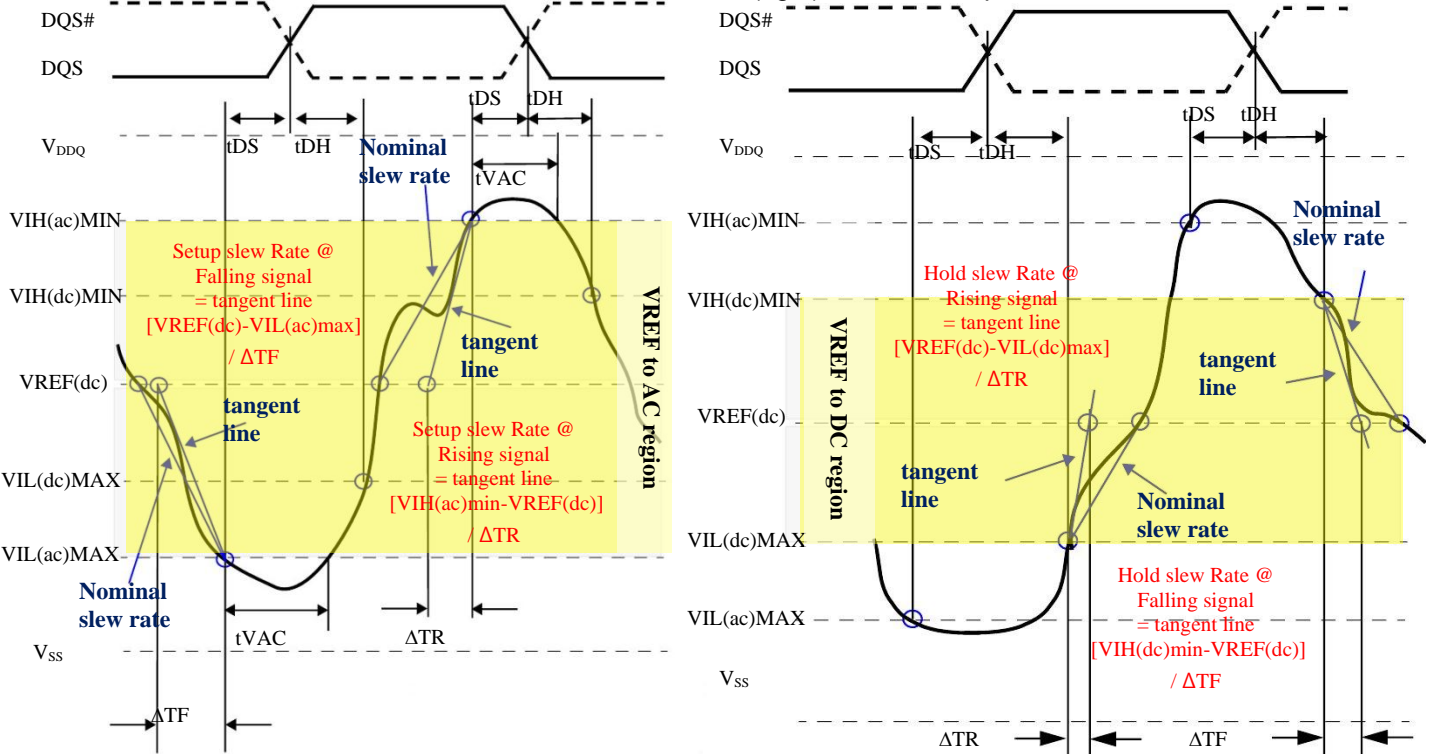 DQS#
DQS
tDS
tDH
tDS
tDH
VDDQ
Nominal
slew rate
tVAC
VIH(ac)MIN
Setup slew Rate @
Falling signal
= tangent line
[VREF(dc)-VIL(ac)max]
/ ΔTF
VIH(dc)MIN
VREF to AC region
tangent
line
VREF(dc)
tangent
line
Setup slew Rate @
Rising signal
= tangent line
[VIH(ac)min-VREF(dc)]
/ ΔTR
VIL(dc)MAX
VIL(ac)MAX
Nominal
slew rate
tVAC
ΔTR
VSS
ΔTF
DQS#
DQS
tDS
tDH
tDS
tDH
VDDQ
VIH(ac)MIN
Nominal
slew rate
Hold slew Rate @
Rising signal
= tangent line
[VREF(dc)-VIL(dc)max]
/ ΔTR
VIH(dc)MIN
VREF to DC region
tangent
line
VREF(dc)
tangent
line
Nominal
slew rate
VIL(dc)MAX
Hold slew Rate @
Falling signal
= tangent line
[VIH(dc)min-VREF(dc)]
/ ΔTF
VIL(ac)MAX
VSS
ΔTR
ΔTF